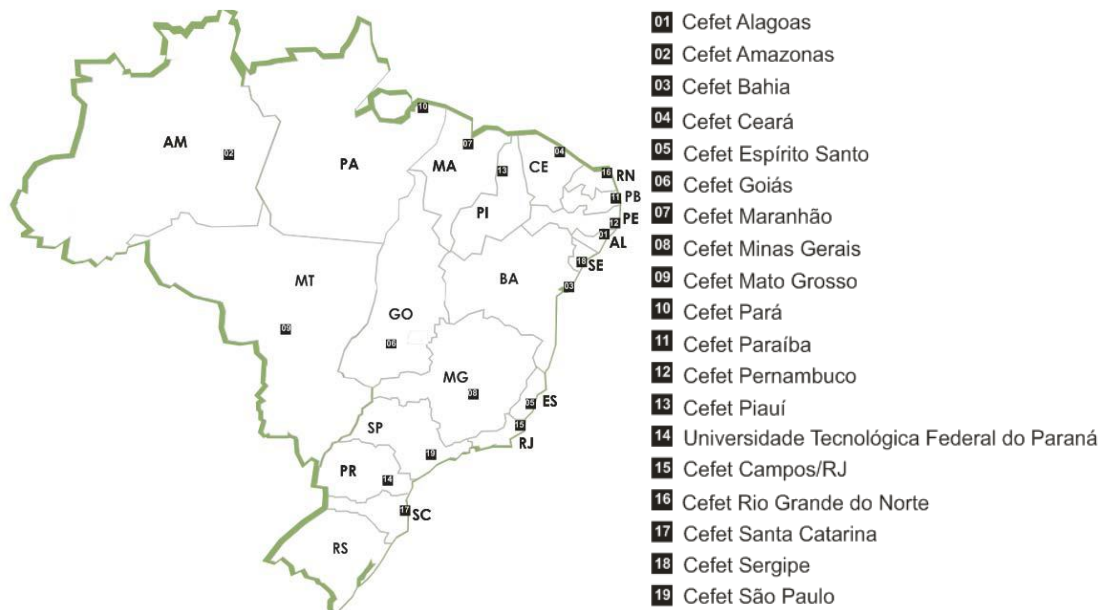 AM
02
PA
10
MA
07
13
PI
CE
04
16
RN
11
PB
12
PE
01
AL
18
SE
BA
03
MT
09
GO
06
MG
08
05
ES
15
RJ
SP
19
PR
14
17
SC
RS
01 Cefet Alagoas
02 Cefet Amazonas
03 Cefet Bahia
04 Cefet Ceará
05 Cefet Espírito Santo
06 Cefet Goiás
07 Cefet Maranhão
08 Cefet Minas Gerais
09 Cefet Mato Grosso
10 Cefet Pará
11 Cefet Paraíba
12 Cefet Pernambuco
13 Cefet Piauí
14 Universidade Tecnológica Federal do Paraná
15 Cefet Campos/RJ
16 Cefet Rio Grande do Norte
17 Cefet Santa Catarina
18 Cefet Sergipe
19 Cefet São Paulo